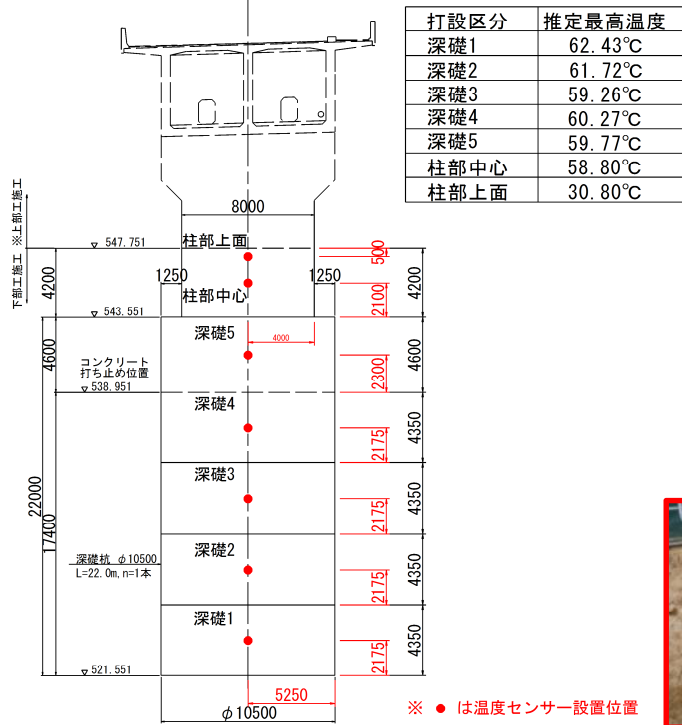 打設区分 推定最高温度
深礎1 62.43℃
深礎2 61.72℃
深礎3 59.26℃
深礎4 60.27℃
深礎5 59.77℃
柱部中心 58.80℃
柱部上面 30.80℃
下部工施工 ※上部工施工
8000
547.751
柱部上面
500
4200
1250
1250
柱部中心
2100
4200
543.551
深礎5
4000
4600
コンクリート
打ち止め位置
538.951
2300
4600
深礎4
2175
4350
深礎3
2175
4350
22000
17400
深礎杭 φ10500
L=22.0m,n=1本
深礎2
2175
4350
深礎1
2175
4350
521.551
5250
φ10500
※ ● は温度センサー設置位置